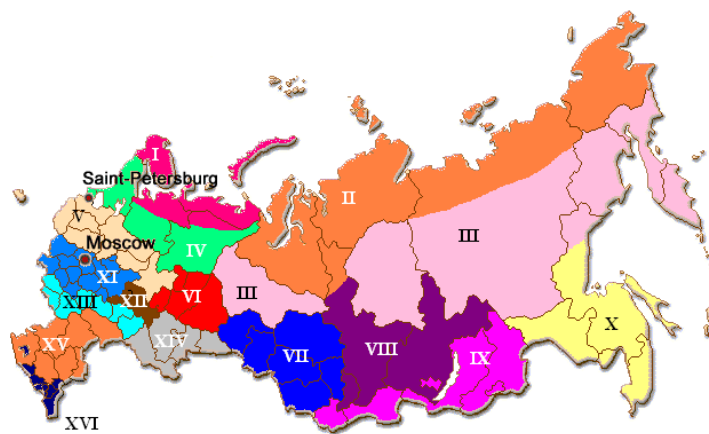 I
Saint-Petersburg
II
V
III
Moscow
IV
XI
VI
III
XII
XIII
X
XIV
XV
VII
VIII
IX
XVI